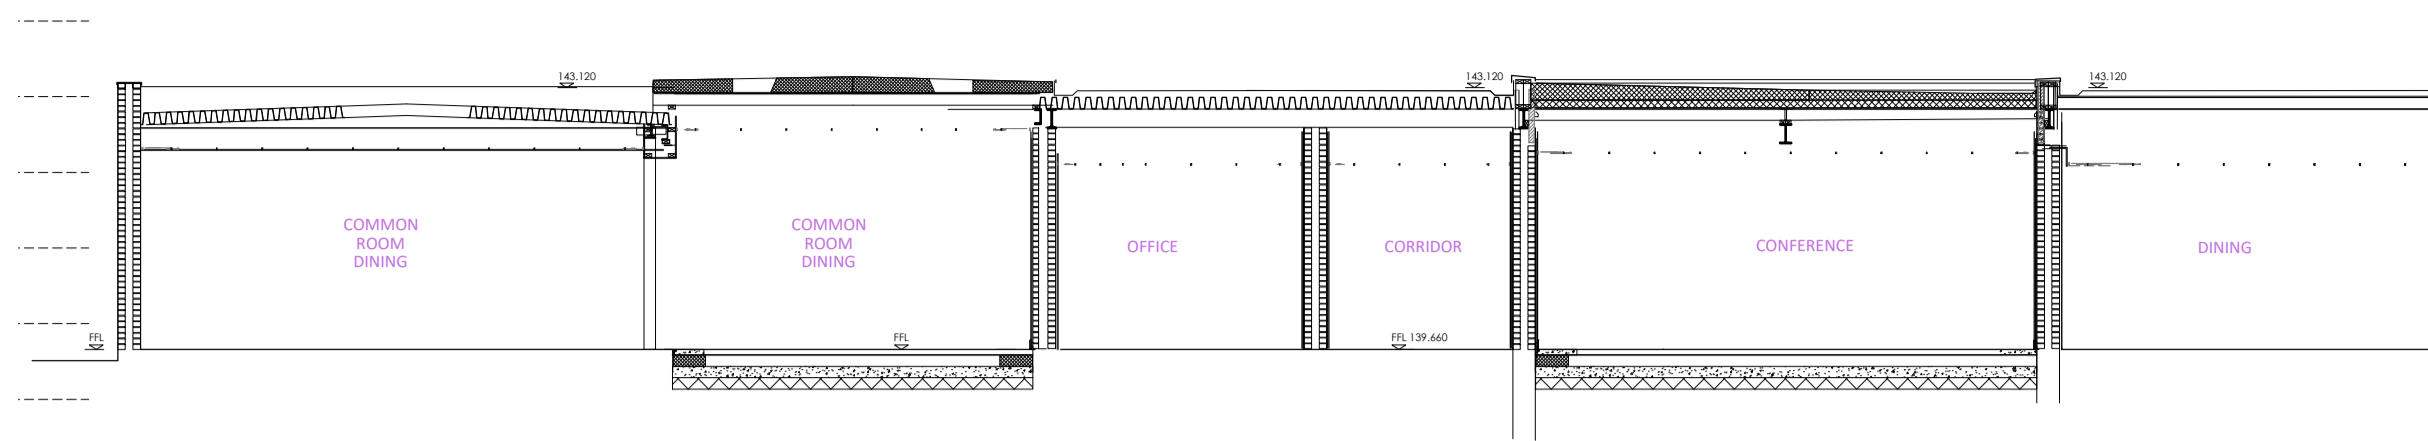 143.120
143.120
143.120
COMMON
ROOM
DINING
COMMON
ROOM
DINING
OFFICE
CORRIDOR
CONFERENCE
DINING
FFL
FFL
FFL 139.660